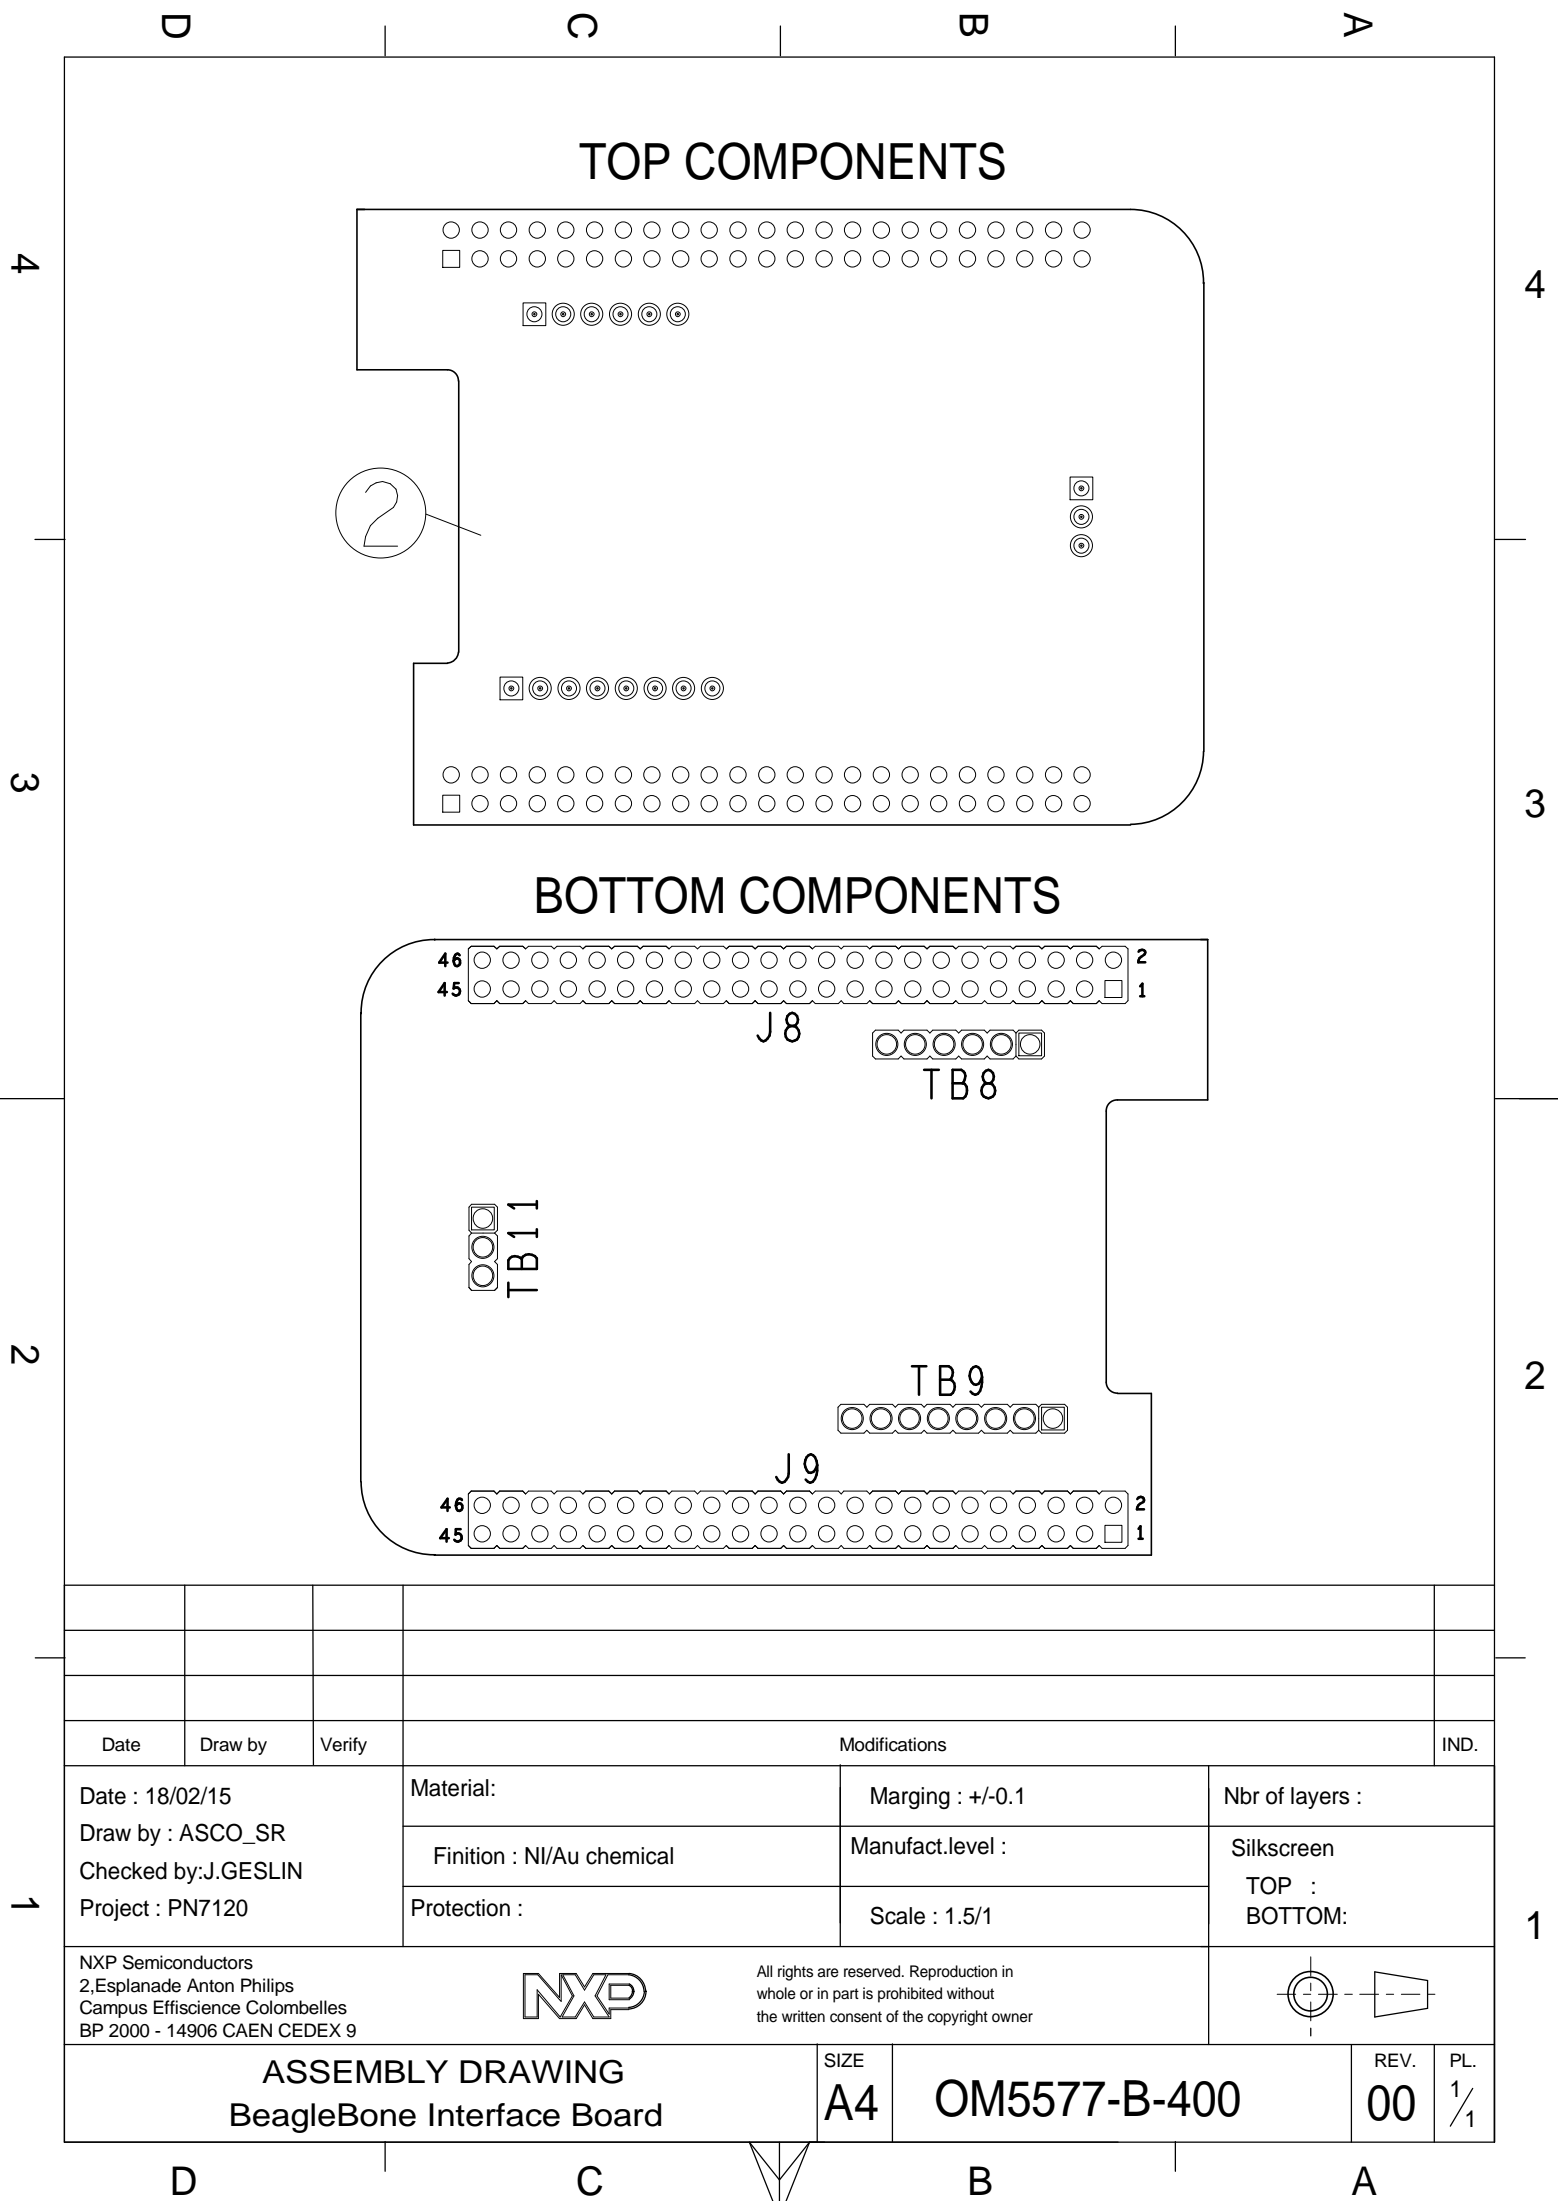 D C B A
TOP COMPONENTS
4 4
2
3 3
BOTTOM COMPONENTS
46 2
45 1
J8
TB8
TB11
2 2
TB9
J9
46 2
45 1
Date Draw by Verify Modifications IND.
Date : 18/02/15
Draw by : ASCO_SR
Checked by:J.GESLIN
Project : PN7120
Material:
Finition : NI/Au chemical
Protection :
Marging : +/-0.1
Manufact.level :
Scale : 1.5/1
Nbr of layers :
Silkscreen
TOP :
BOTTOM:
1 1
NXP Semiconductors
2,Esplanade Anton Philips
Campus Effiscience Colombelles
BP 2000 - 14906 CAEN CEDEX 9
NXP
All rights are reserved. Reproduction in
whole or in part is prohibited without
the written consent of the copyright owner
ASSEMBLY DRAWING
BeagleBone Interface Board
SIZE
A4
OM5577-B-400
REV.
00
PL.
1/1
D C B A